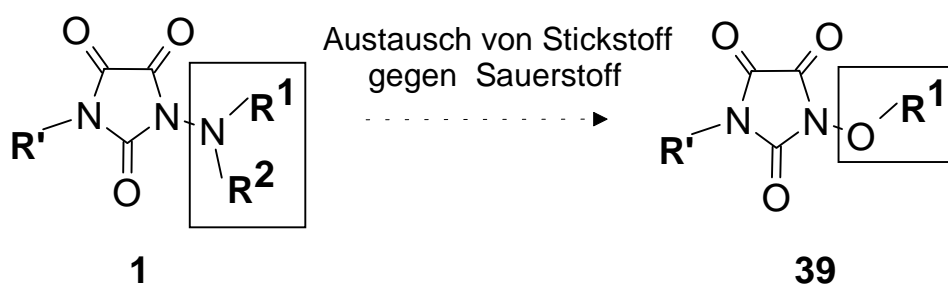 Austausch von Stickstoff
gegen Sauerstoff
O O
R' N N N R1
O R2
O O
R' N N O R1
O
1
39